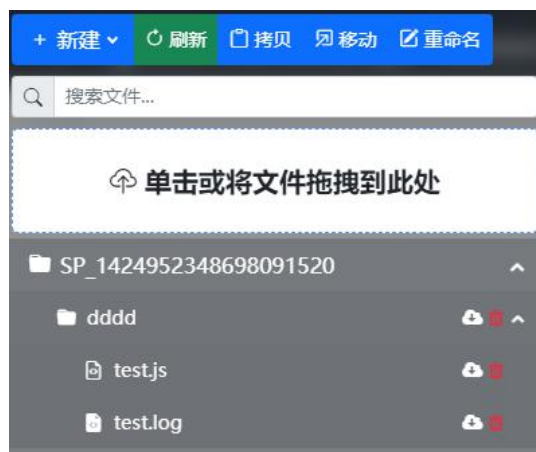 + 新建 刷新 拷贝 移动 重命名
搜索文件...
单击或将文件拖拽到此处
SP_1424952348698091520
dddd
test.js
test.log